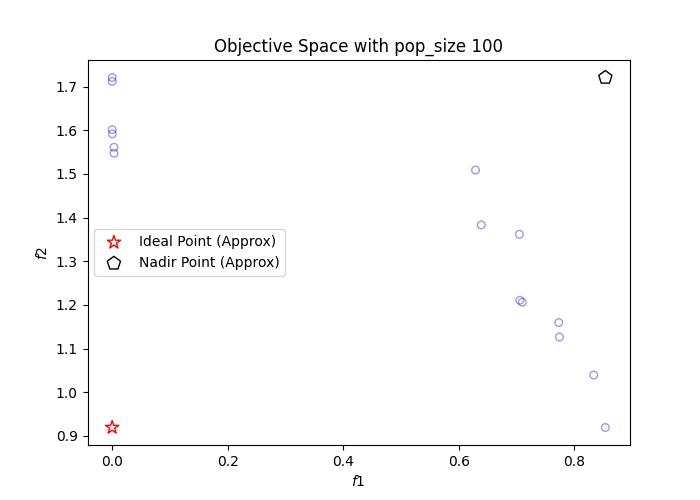 Objective Space with pop_size 100
f2
1.7
1.6
1.5
1.4
1.3
1.2
1.1
1.0
0.9
Ideal Point (Approx)
Nadir Point (Approx)
0.0 0.2 0.4 0.6 0.8
f1